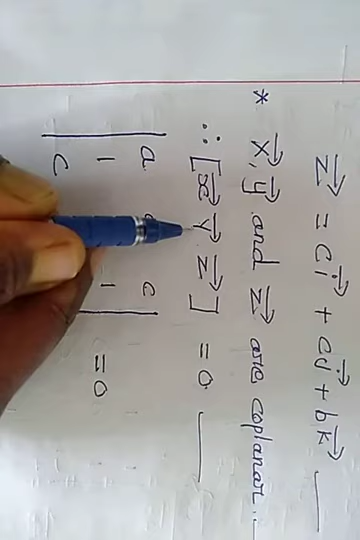 z⃗ = ci⃗ + cj⃗ + bk⃗
* x⃗, y⃗ and z⃗ are coplanar..
∴ [x⃗ y⃗ z⃗] = 0
| a c |
| 1 1 | = 0
| c